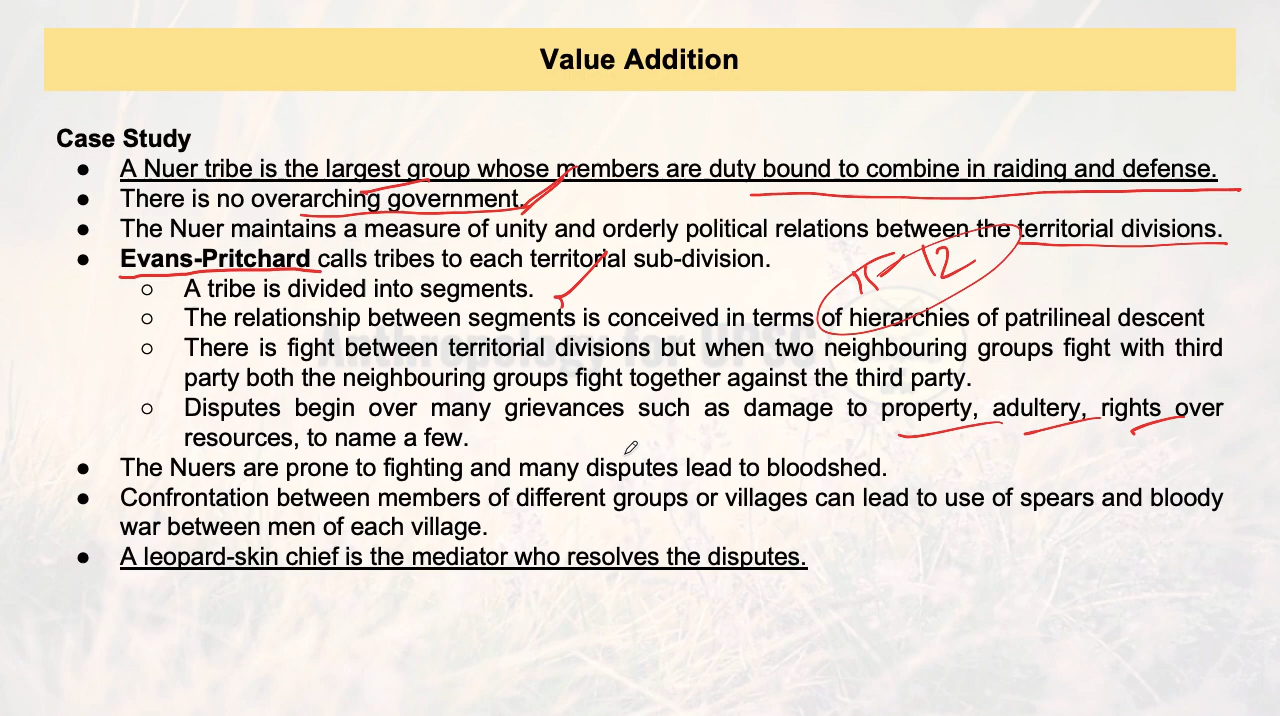 Value Addition
Case Study
● A Nuer tribe is the largest group whose members are duty bound to combine in raiding and defense.
● There is no overarching government.
● The Nuer maintains a measure of unity and orderly political relations between the territorial divisions.
● Evans-Pritchard calls tribes to each territorial sub-division.
○ A tribe is divided into segments.
○ The relationship between segments is conceived in terms of hierarchies of patrilineal descent
○ There is fight between territorial divisions but when two neighbouring groups fight with third
party both the neighbouring groups fight together against the third party.
○ Disputes begin over many grievances such as damage to property, adultery, rights over
resources, to name a few.
● The Nuers are prone to fighting and many disputes lead to bloodshed.
● Confrontation between members of different groups or villages can lead to use of spears and bloody
war between men of each village.
● A leopard-skin chief is the mediator who resolves the disputes.
12
Anthropology for UPSC